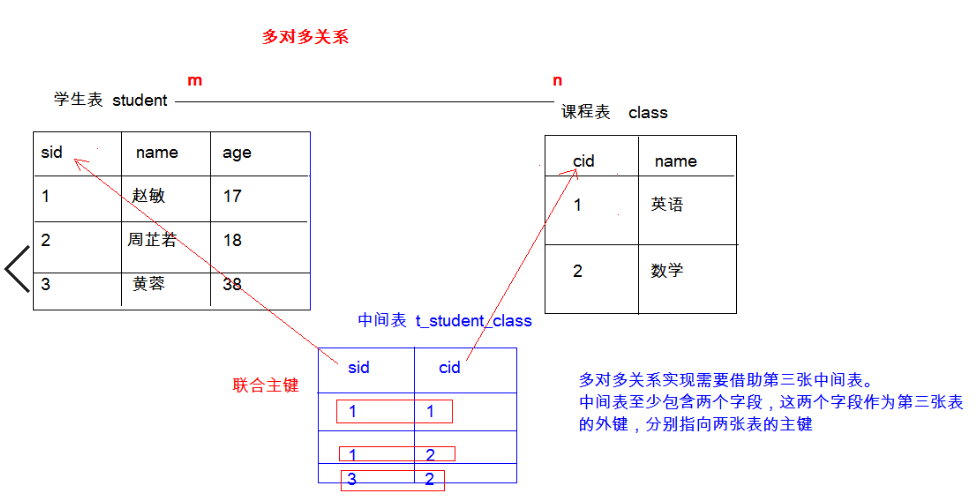 多对多关系
m
n
学生表 student
课程表 class
sid name age
1 赵敏 17
2 周芷若 18
3 黄蓉 38
cid name
1 英语
2 数学
中间表 t_student_class
联合主键
sid cid
1 1
1 2
3 2
多对多关系实现需要借助第三张中间表。
中间表至少包含两个字段，这两个字段作为第三张表
的外键，分别指向两张表的主键